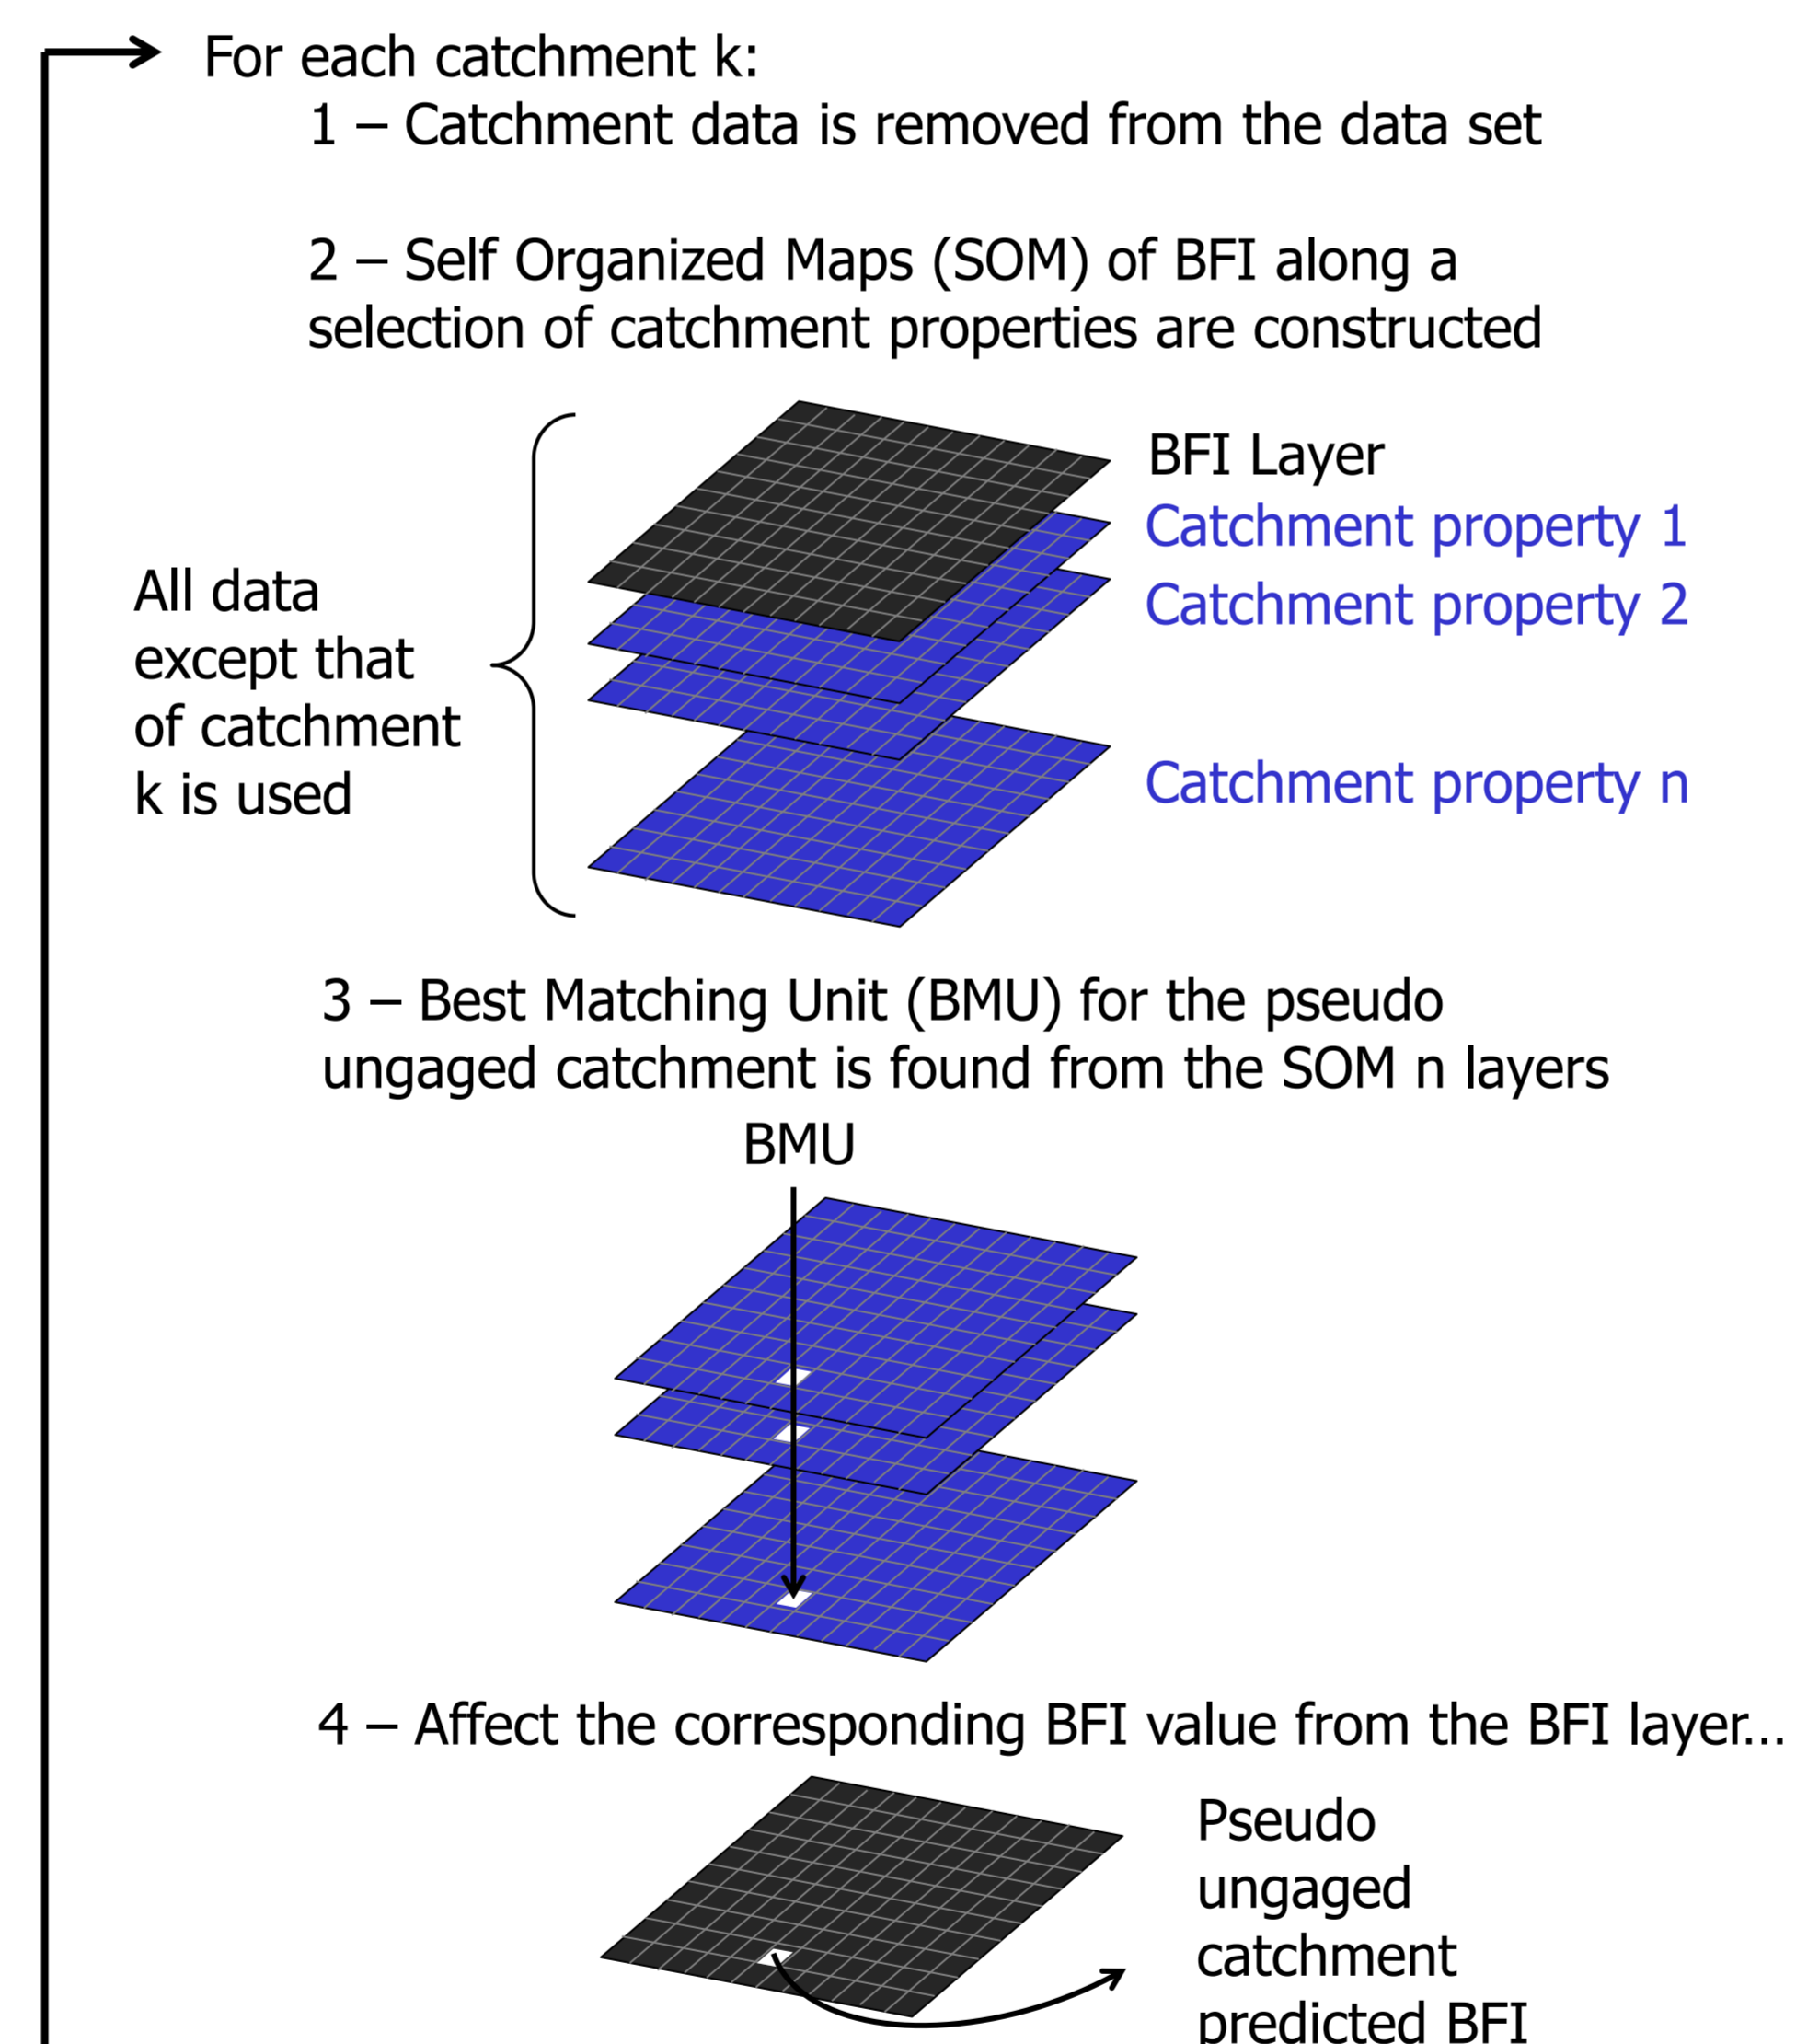 For each catchment k:
1 – Catchment data is removed from the data set
2 – Self Organized Maps (SOM) of BFI along a
selection of catchment properties are constructed
BFI Layer
Catchment property 1
Catchment property 2
Catchment property n
All data
except that
of catchment
k is used
3 – Best Matching Unit (BMU) for the pseudo
ungaged catchment is found from the SOM n layers
BMU
4 – Affect the corresponding BFI value from the BFI layer...
Pseudo
ungaged
catchment
predicted BFI